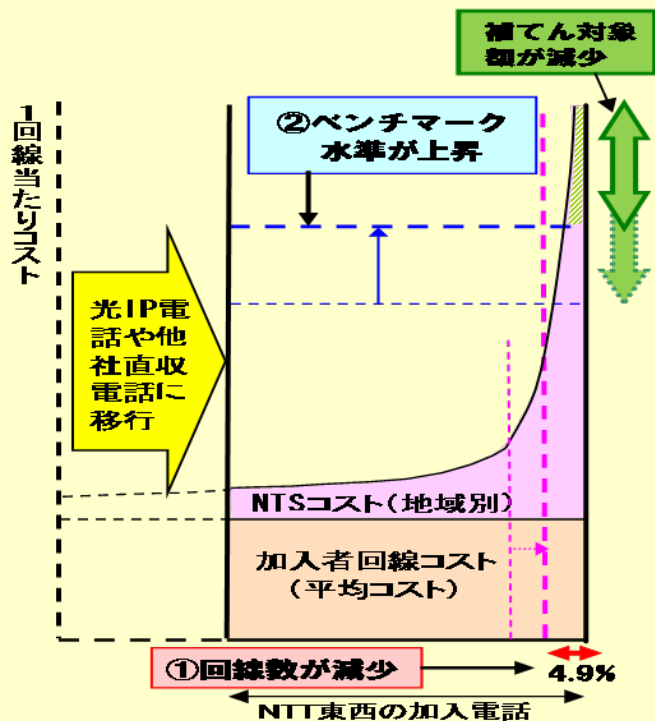 補てん対象
額が減少
1回線当たりコスト
②ベンチマーク
水準が上昇
光IP電
話や他
社直収
電話に
移行
NTSコスト(地域別)
加入者回線コスト
(平均コスト)
①回線数が減少
4.9%
NTT東西の加入電話